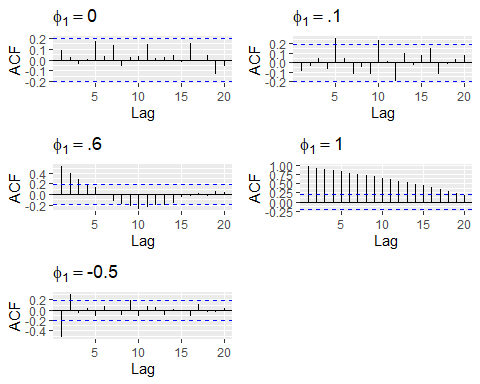 ϕ₁ = 0
0.2
0.1
0.0
-0.1
-0.2
ACF
5 10 15 20
Lag
ϕ₁ = .1
0.2
0.1
0.0
-0.1
-0.2
ACF
5 10 15 20
Lag
ϕ₁ = .6
0.4
0.2
0.0
-0.2
ACF
5 10 15 20
Lag
ϕ₁ = 1
1.00
0.75
0.50
0.25
0.00
-0.25
ACF
5 10 15 20
Lag
ϕ₁ = -0.5
0.2
0.0
-0.2
-0.4
ACF
5 10 15 20
Lag